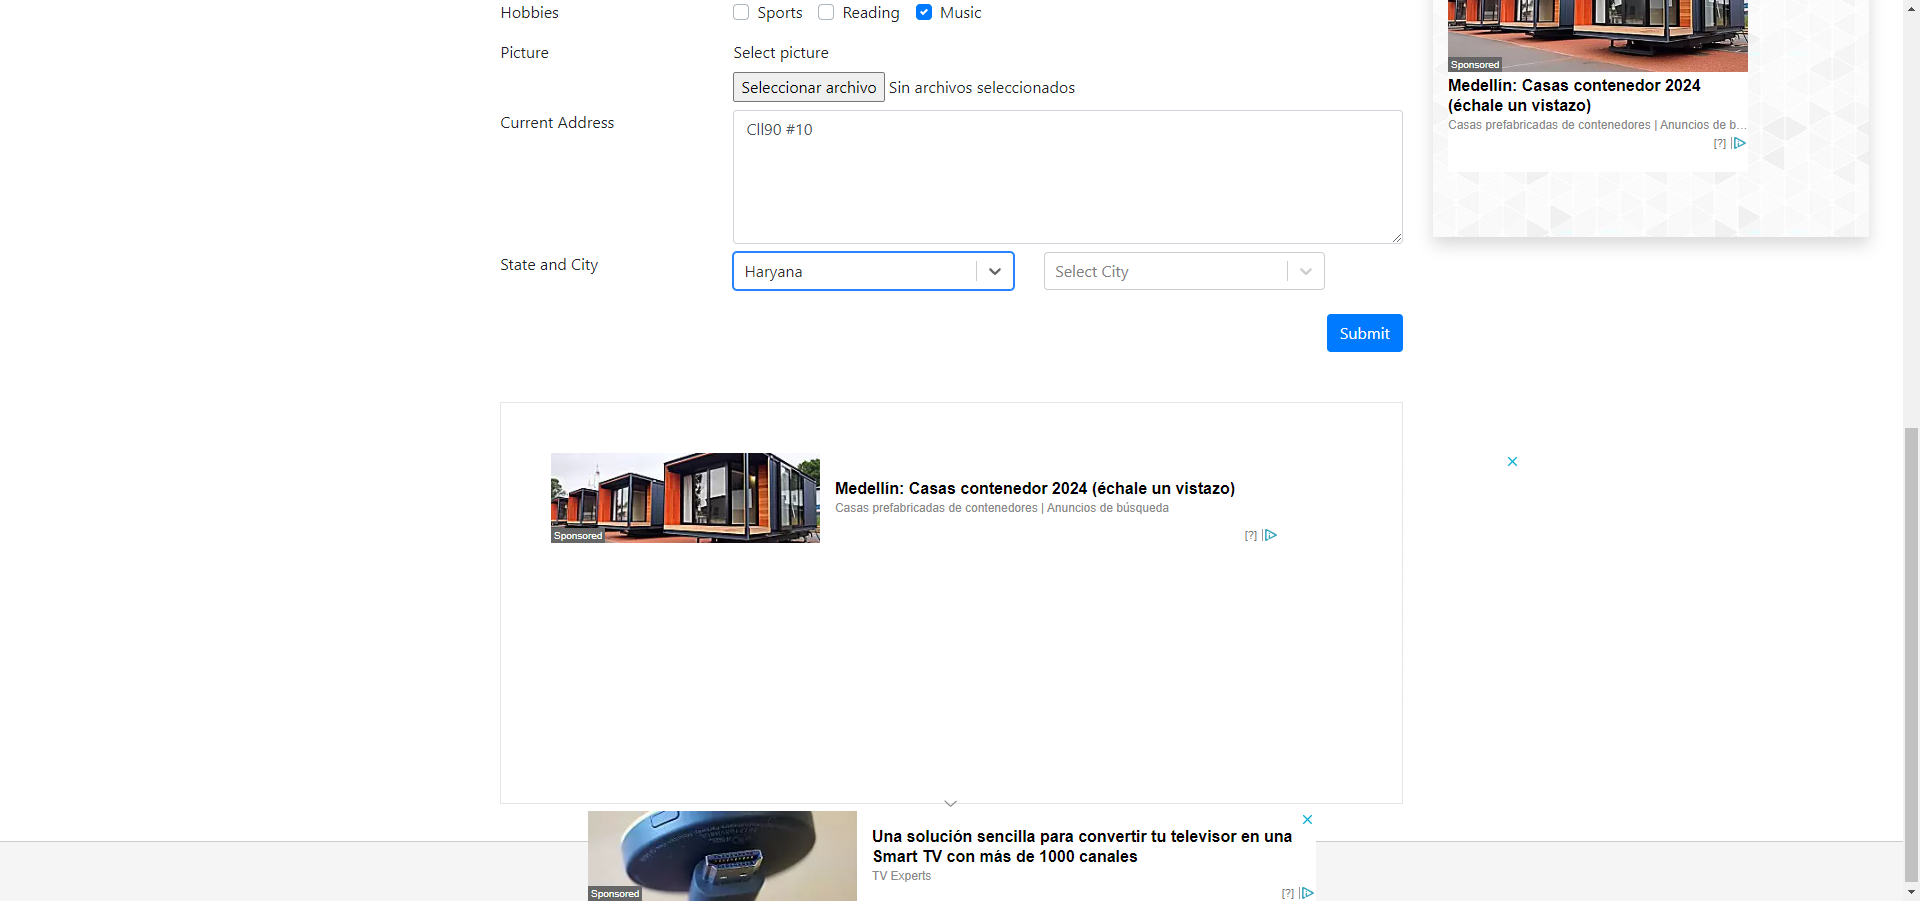 Hobbies
Sports Reading Music
Picture
Select picture
Seleccionar archivo Sin archivos seleccionados
Current Address
Cll90 #10
State and City
Haryana
Select City
Submit
Sponsored
Medellín: Casas contenedor 2024
(échale un vistazo)
Casas prefabricadas de contenedores | Anuncios de b...
[?]
Sponsored
Medellín: Casas contenedor 2024 (échale un vistazo)
Casas prefabricadas de contenedores | Anuncios de búsqueda
[?]
Sponsored
Una solución sencilla para convertir tu televisor en una
Smart TV con más de 1000 canales
TV Experts
[?]